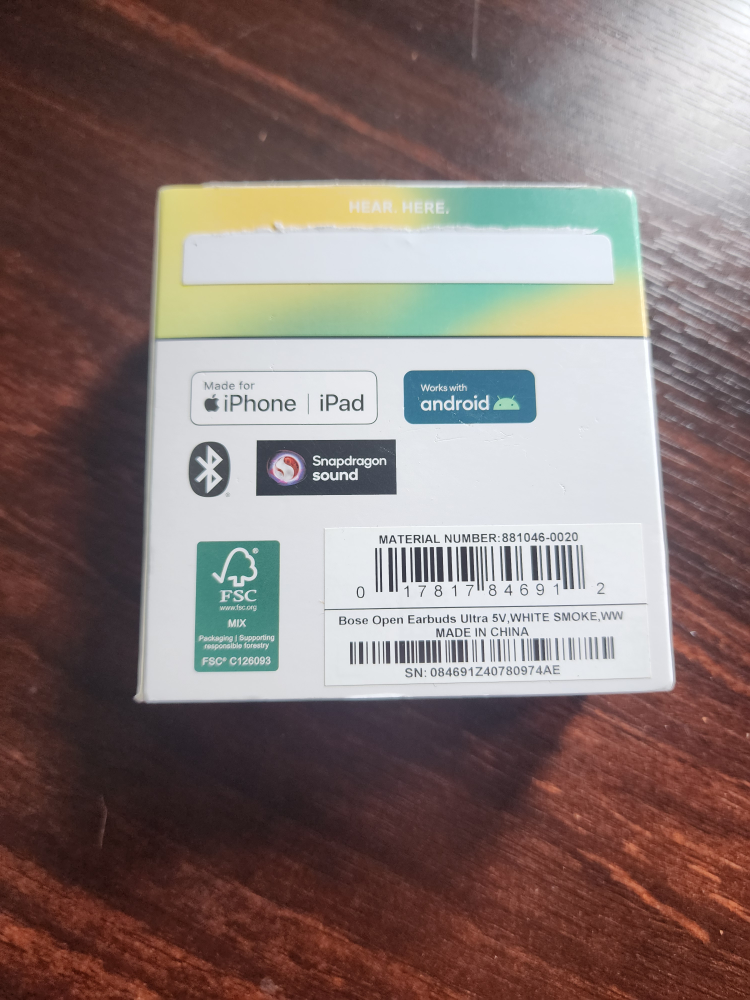 HEAR. HERE.
Made for
iPhone | iPad
Works with
android
Snapdragon
sound
FSC®
www.fsc.org
MIX
Packaging | Supporting
responsible forestry
FSC® C126093
MATERIAL NUMBER:881046-0020
0 17817 84691 2
Bose Open Earbuds Ultra 5V,WHITE SMOKE,WW
MADE IN CHINA
SN: 084691Z40780974AE